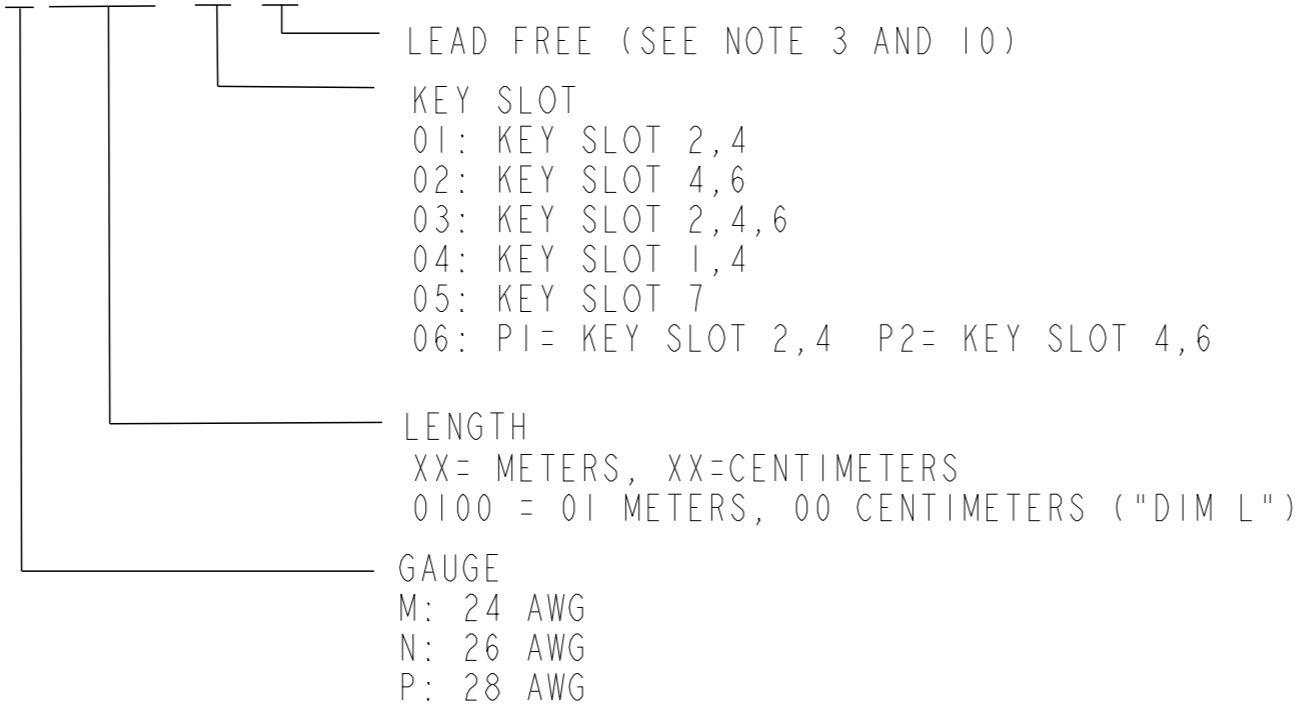 LEAD FREE (SEE NOTE 3 AND 10)
KEY SLOT
01: KEY SLOT 2,4
02: KEY SLOT 4,6
03: KEY SLOT 2,4,6
04: KEY SLOT 1,4
05: KEY SLOT 7
06: P1= KEY SLOT 2,4 P2= KEY SLOT 4,6
LENGTH
XX= METERS, XX=CENTIMETERS
0100 = 01 METERS, 00 CENTIMETERS ("DIM L")
GAUGE
M: 24 AWG
N: 26 AWG
P: 28 AWG